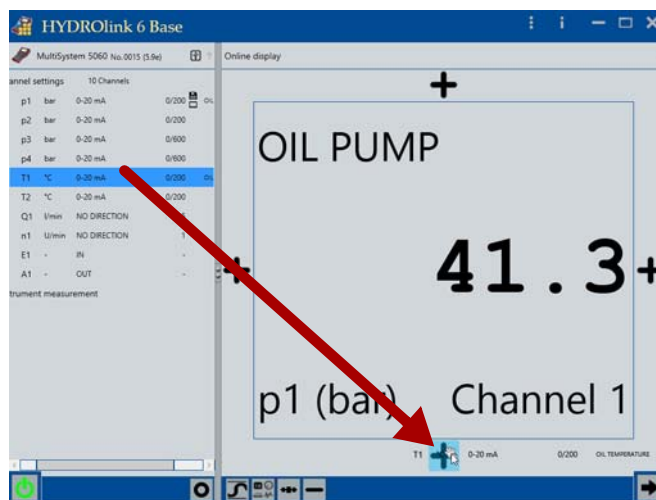 HYDROlink 6 Base
MultiSystem 5060 No.0015 (5.9e)
Online display
annel settings 10 Channels
p1 bar 0-20 mA 0/200 OIL
p2 bar 0-20 mA 0/200
p3 bar 0-20 mA 0/600
p4 bar 0-20 mA 0/600
T1 °C 0-20 mA 0/200 OIL
T2 °C 0-20 mA 0/200
Q1 l/min NO DIRECTION
n1 U/min NO DIRECTION 1
E1 - IN -
A1 - OUT -
trument measurement
OIL PUMP
41.3
p1 (bar) Channel 1
T1 0-20 mA 0/200 OIL TEMPERATURE